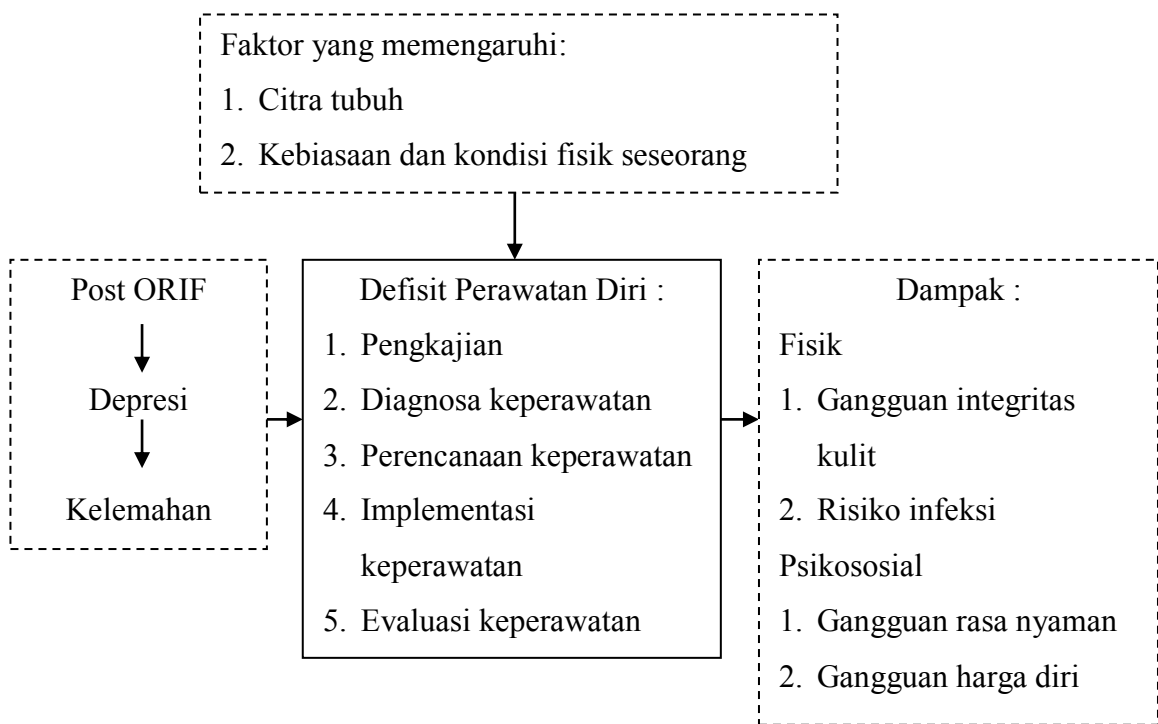 Faktor yang memengaruhi:
1. Citra tubuh
2. Kebiasaan dan kondisi fisik seseorang
Post ORIF
Depresi
Kelemahan
Defisit Perawatan Diri :
1. Pengkajian
2. Diagnosa keperawatan
3. Perencanaan keperawatan
4. Implementasi
keperawatan
5. Evaluasi keperawatan
Dampak :
Fisik
1. Gangguan integritas
kulit
2. Risiko infeksi
Psikososial
1. Gangguan rasa nyaman
2. Gangguan harga diri